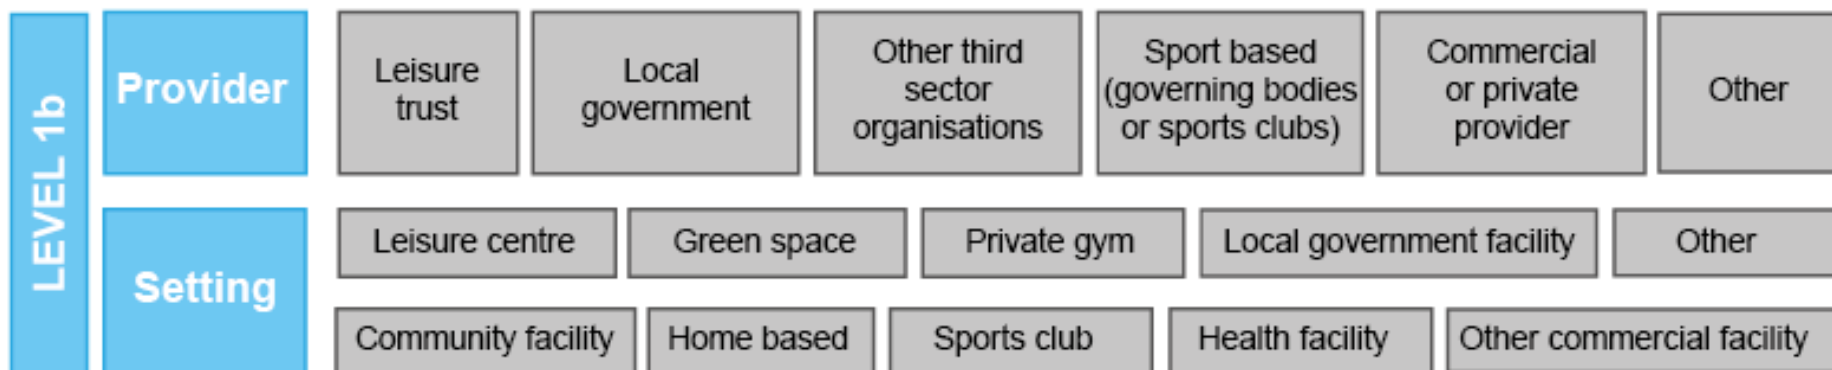 LEVEL 1b
Provider
Leisure
trust
Local
government
Other third
sector
organisations
Sport based
(governing bodies
or sports clubs)
Commercial
or private
provider
Other
Setting
Leisure centre
Green space
Private gym
Local government facility
Other
Community facility
Home based
Sports club
Health facility
Other commercial facility